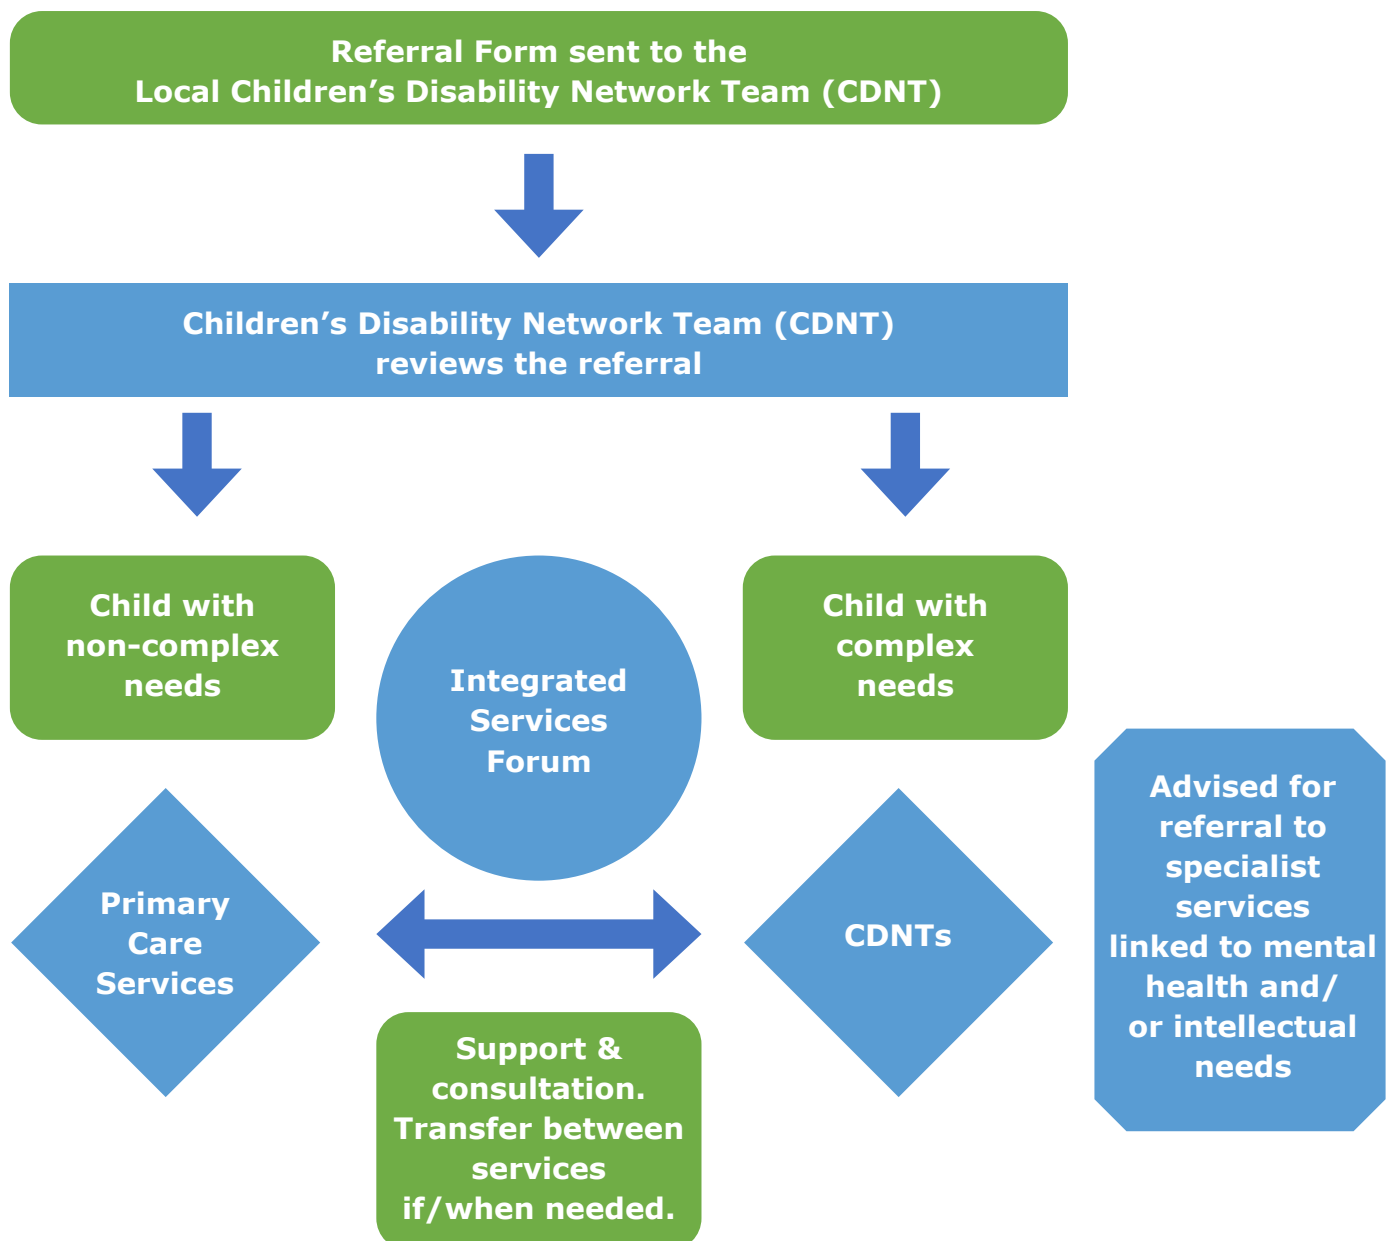 Referral Form sent to the
Local Children’s Disability Network Team (CDNT)
Children’s Disability Network Team (CDNT)
reviews the referral
Child with
non-complex
needs
Integrated
Services
Forum
Child with
complex
needs
Primary
Care
Services
CDNTs
Advised for
referral to
specialist
services
linked to mental
health and/
or intellectual
needs
Support &
consultation.
Transfer between
services
if/when needed.